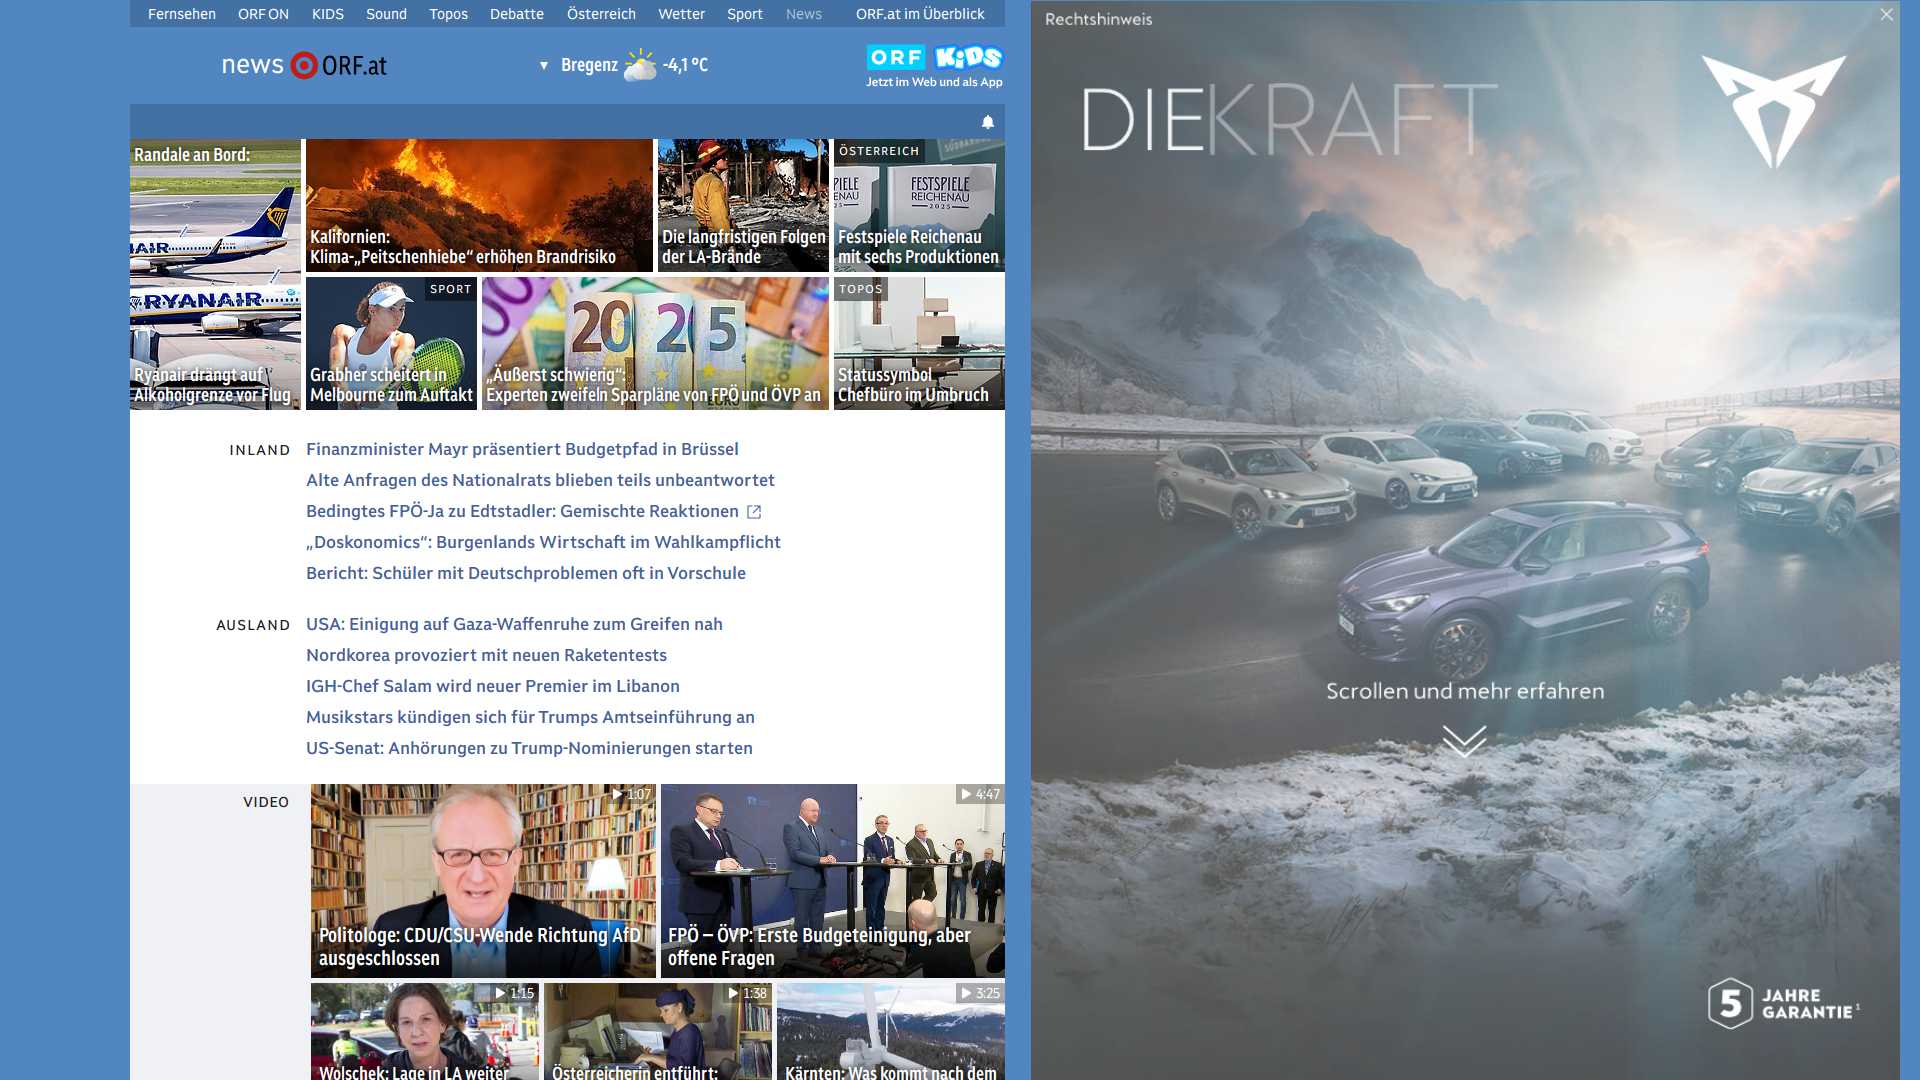 Fernsehen ORF ON KIDS Sound Topos Debatte Österreich Wetter Sport News ORF.at im Überblick
news ORF.at
Bregenz -4,1 °C
ORF KiDS
Jetzt im Web und als App
Randale an Bord:
Ryanair drängt auf
Alkoholgrenze vor Flug
RYANAIR
Kalifornien:
Klima-„Peitschenhiebe“ erhöhen Brandrisiko
Die langfristigen Folgen
der LA-Brände
ÖSTERREICH
FESTSPIELE
REICHENAU
2025
Festspiele Reichenau
mit sechs Produktionen
SPORT
Grabher scheitert in
Melbourne zum Auftakt
2025
„Äußerst schwierig“:
Experten zweifeln Sparpläne von FPÖ und ÖVP an
TOPOS
Statussymbol
Chefbüro im Umbruch
INLAND
Finanzminister Mayr präsentiert Budgetpfad in Brüssel
Alte Anfragen des Nationalrats blieben teils unbeantwortet
Bedingtes FPÖ-Ja zu Edtstadler: Gemischte Reaktionen
„Doskonomics“: Burgenlands Wirtschaft im Wahlkampflicht
Bericht: Schüler mit Deutschproblemen oft in Vorschule
AUSLAND
USA: Einigung auf Gaza-Waffenruhe zum Greifen nah
Nordkorea provoziert mit neuen Raketentests
IGH-Chef Salam wird neuer Premier im Libanon
Musikstars kündigen sich für Trumps Amtseinführung an
US-Senat: Anhörungen zu Trump-Nominierungen starten
VIDEO
1:07
Politologe: CDU/CSU-Wende Richtung AfD
ausgeschlossen
4:47
FPÖ – ÖVP: Erste Budgeteinigung, aber
offene Fragen
1:15
Wolschek: Lage in LA weiter
1:38
Österreicherin entführt:
3:25
Kärnten: Was kommt nach dem
Rechtshinweis
DIEKRAFT
Scrollen und mehr erfahren
5 JAHRE
GARANTIE¹